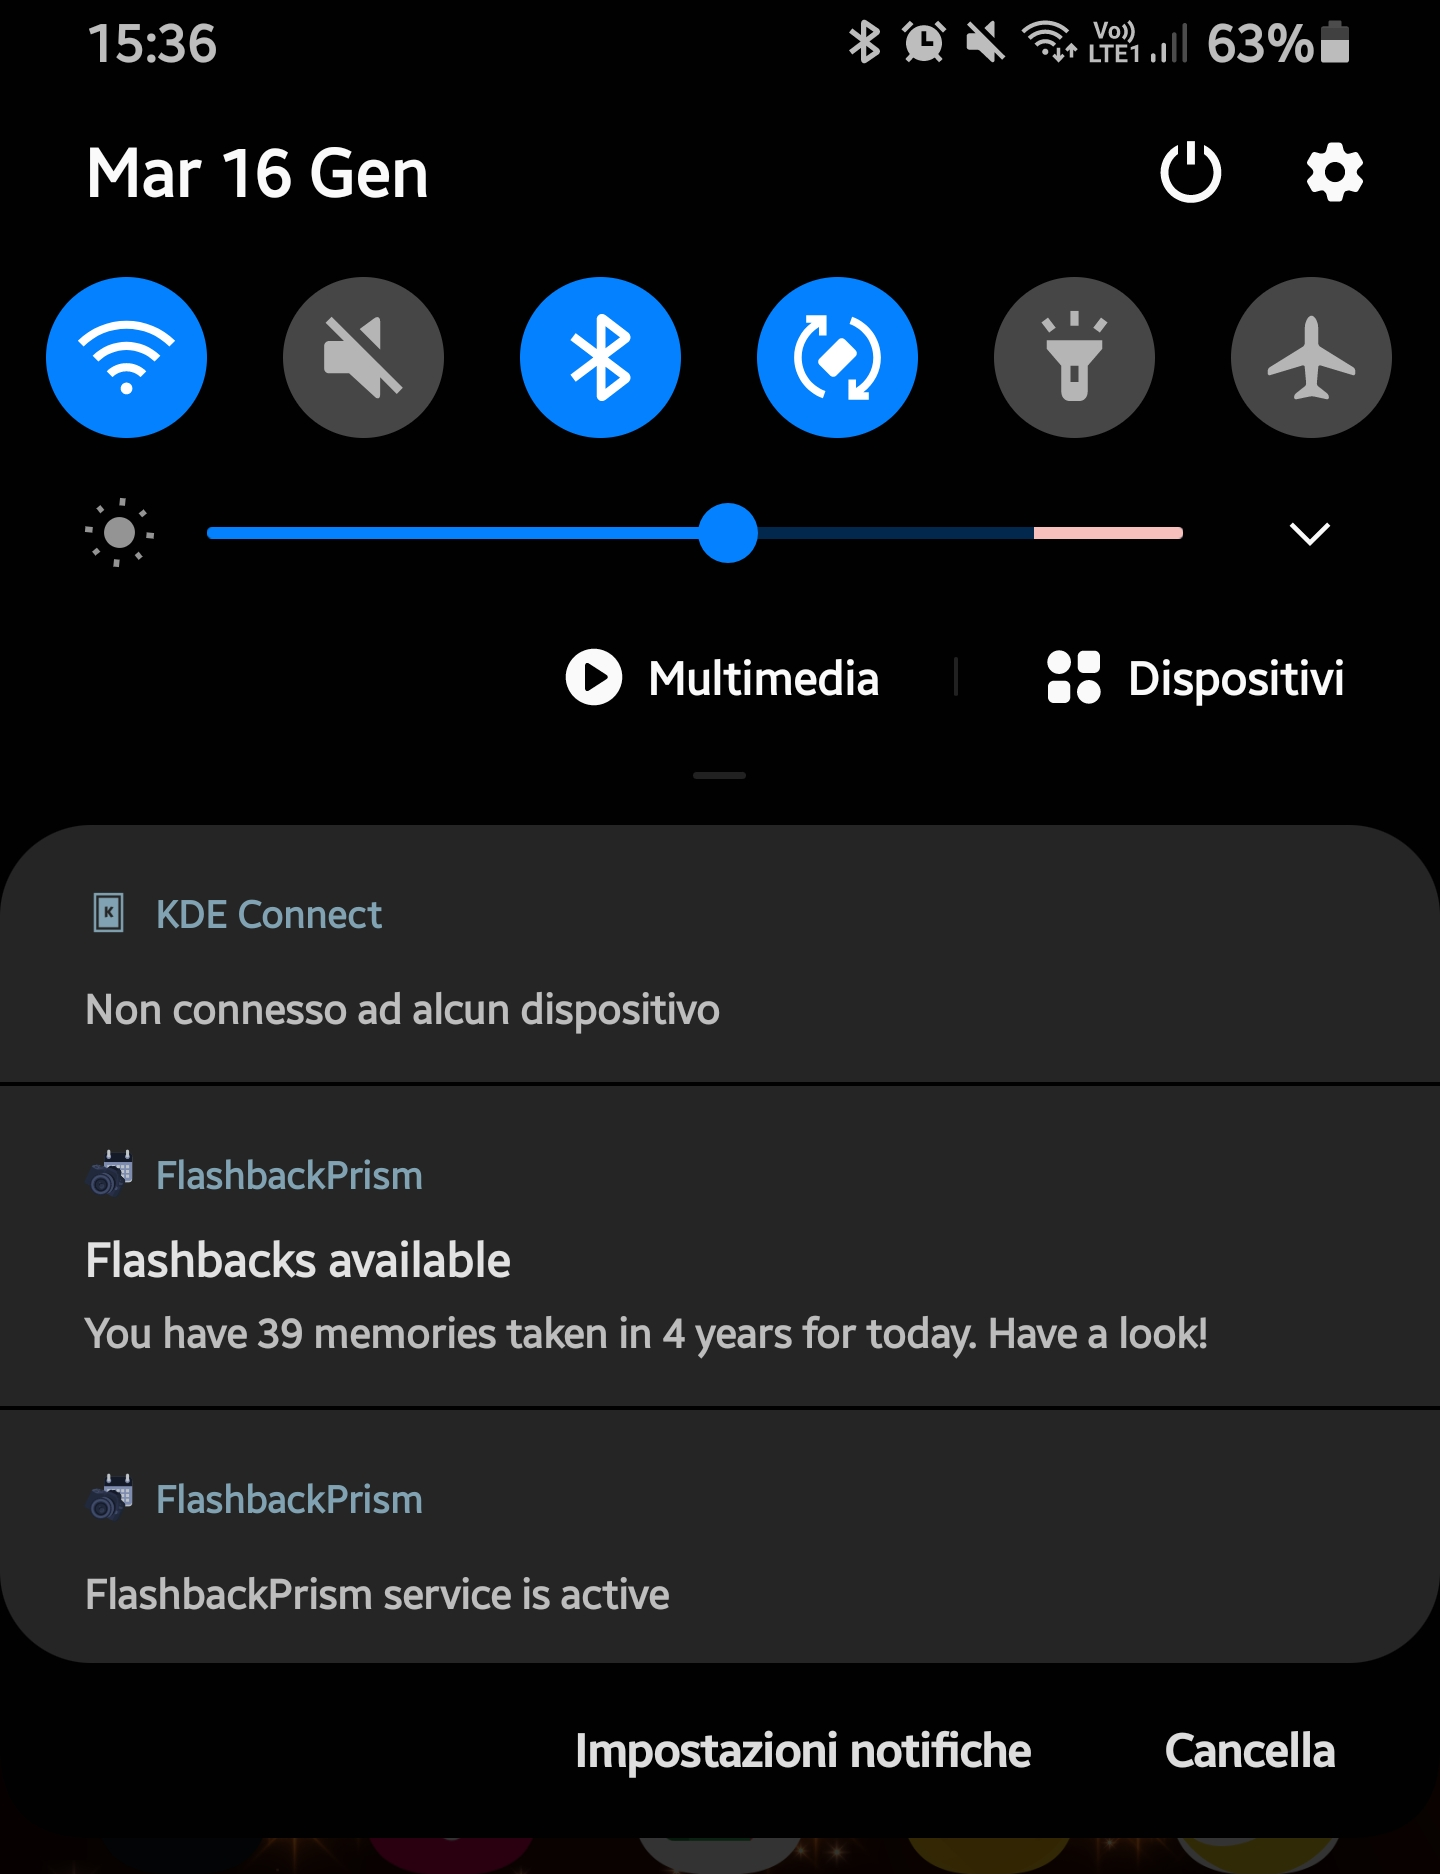 15:36
Vo)) LTE1 63%
Mar 16 Gen
Multimedia
Dispositivi
K KDE Connect
Non connesso ad alcun dispositivo
FlashbackPrism
Flashbacks available
You have 39 memories taken in 4 years for today. Have a look!
FlashbackPrism
FlashbackPrism service is active
Impostazioni notifiche
Cancella